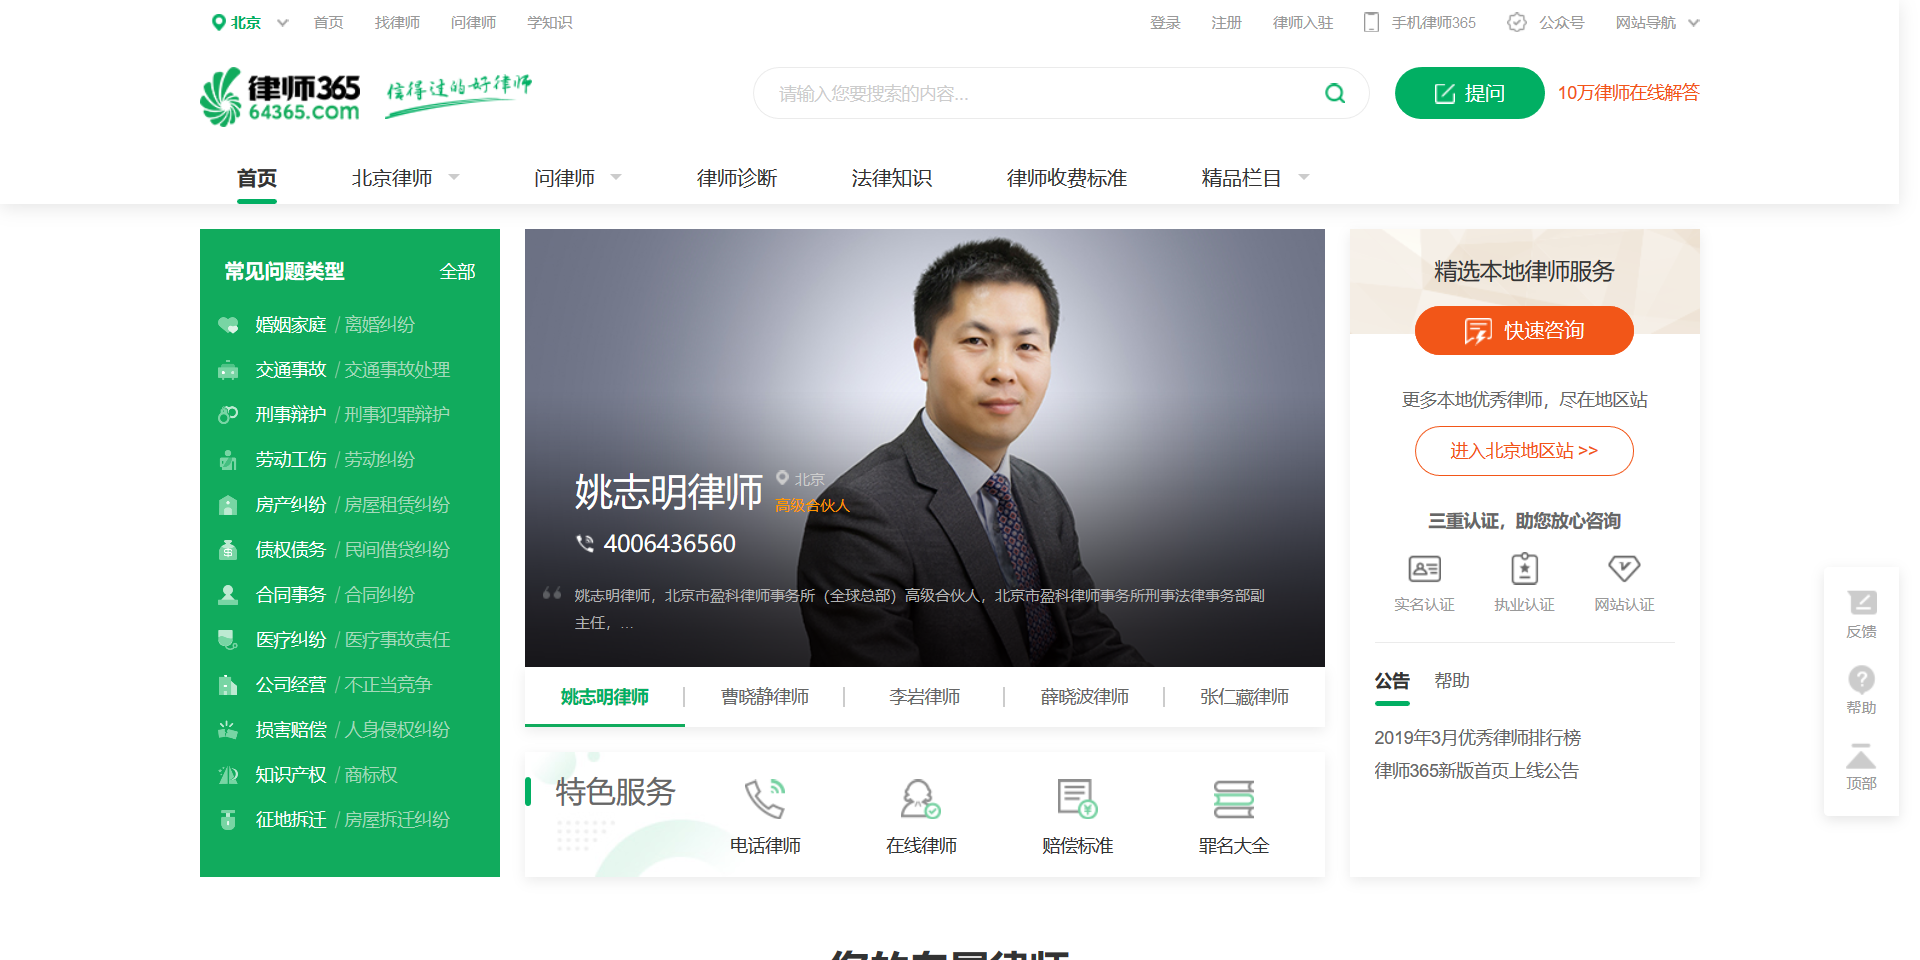 北京 首页 找律师 问律师 学知识 登录 注册 律师入驻 手机律师365 公众号 网站导航
律师365
64365.com
信得过的好律师
请输入您要搜索的内容...
提问
10万律师在线解答
首页 北京律师 问律师 律师诊断 法律知识 律师收费标准 精品栏目
常见问题类型 全部
婚姻家庭 / 离婚纠纷
交通事故 / 交通事故处理
刑事辩护 / 刑事犯罪辩护
劳动工伤 / 劳动纠纷
房产纠纷 / 房屋租赁纠纷
债权债务 / 民间借贷纠纷
合同事务 / 合同纠纷
医疗纠纷 / 医疗事故责任
公司经营 / 不正当竞争
损害赔偿 / 人身侵权纠纷
知识产权 / 商标权
征地拆迁 / 房屋拆迁纠纷
姚志明律师
北京
高级合伙人
4006436560
姚志明律师，北京市盈科律师事务所（全球总部）高级合伙人，北京市盈科律师事务所刑事法律事务部副
主任，...
姚志明律师 曹晓静律师 李岩律师 薛晓波律师 张仁藏律师
特色服务
电话律师 在线律师 赔偿标准 罪名大全
精选本地律师服务
快速咨询
更多本地优秀律师，尽在地区站
进入北京地区站 >>
三重认证，助您放心咨询
实名认证 执业认证 网站认证
公告 帮助
2019年3月优秀律师排行榜
律师365新版首页上线公告
反馈
帮助
顶部
您的专属律师